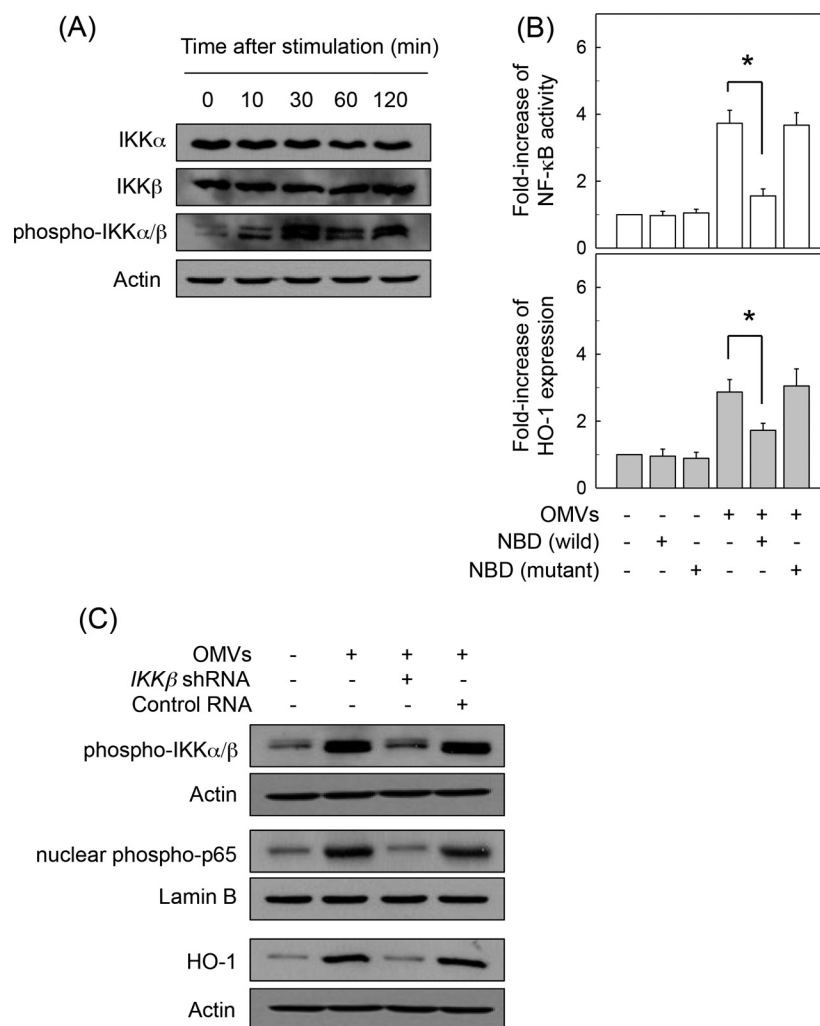 (A)
Time after stimulation (min)
0 10 30 60 120
IKKα
IKKβ
phospho-IKKα/β
Actin
(B)
Fold-increase of
NF-κB activity
6
4
2
0
*
Fold-increase of
HO-1 expression
6
4
2
0
*
OMVs - - - + + +
NBD (wild) - + - - + -
NBD (mutant) - - + - - +
(C)
OMVs - + + +
IKKβ shRNA - - + -
Control RNA - - - +
phospho-IKKα/β
Actin
nuclear phospho-p65
Lamin B
HO-1
Actin